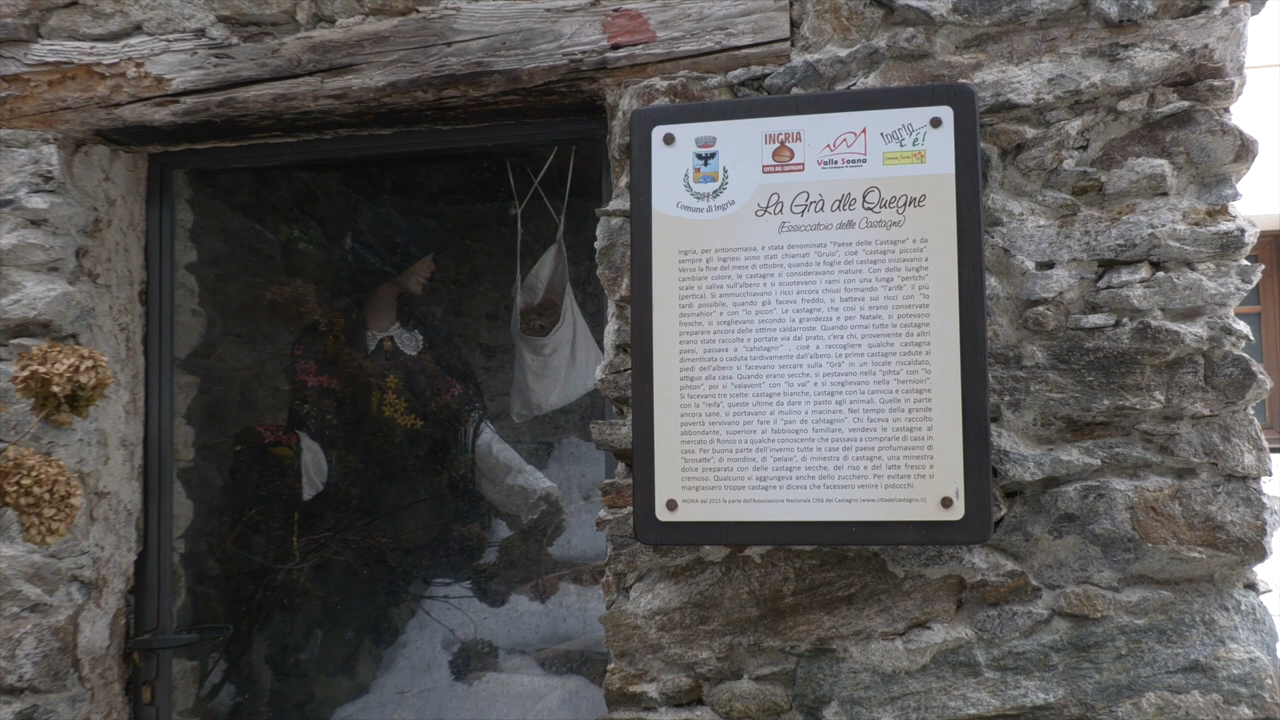 Comune di Ingria
INGRIA
CITTÀ DEL CASTAGNO
Valle Soana
Ingria....
c'è!
La Grà dle Quegne
(Essiccatoio delle Castagne)
Ingria, per antonomasia, è stata denominata "Paese delle Castagne" e da
sempre gli Ingriesi sono stati chiamati "Gruio", cioè "castagna piccola".
Verso la fine del mese di ottobre, quando le foglie del castagno iniziavano a
cambiare colore, le castagne si consideravano mature. Con delle lunghe
scale si saliva sull'albero e si scuotevano i rami con una lunga "pertchi"
(pertica). Si ammucchiavano i ricci ancora chiusi formando "l'arifè". Il più
tardi possibile, quando già faceva freddo, si batteva sui ricci con "lo
desmahior" e con "lo picon". Le castagne, che così si erano conservate
fresche, si sceglievano secondo la grandezza e per Natale, si potevano
preparare ancora delle ottime caldarroste. Quando ormai tutte le castagne
erano state raccolte e portate via dal prato, c'era chi, proveniente da altri
paesi, passava a "cahstagnir" , cioè a raccogliere qualche castagna
dimenticata o caduta tardivamente dall'albero. Le prime castagne cadute ai
piedi dell'albero si facevano seccare sulla "Grà" in un locale riscaldato,
attiguo alla casa. Quando erano secche, si pestavano nella "pihta" con "lo
pihton", poi si "valavont" con "lo val" e si sceglievano nella "hernioiri".
Si facevano tre scelte: castagne bianche, castagne con la camicia e castagne
con la "reifa", queste ultime da dare in pasto agli animali. Quelle in parte
ancora sane, si portavano al mulino a macinare. Nel tempo della grande
povertà servivano per fare il "pan de cahtagnin". Chi faceva un raccolto
abbondante, superiore al fabbisogno familiare, vendeva le castagne al
mercato di Ronco o a qualche conoscente che passava a comprarle di casa in
casa. Per buona parte dell'inverno tutte le case del paese profumavano di
"brosatte", di mondine, di "pelaie", di minestra di castagne, una minestra
dolce preparata con delle castagne secche, del riso e del latte fresco e
cremoso. Qualcuno vi aggiungeva anche dello zucchero. Per evitare che si
mangiassero troppe castagne si diceva che facessero venire i pidocchi.
INGRIA dal 2015 fa parte dell'Associazione Nazionale Città del Castagno (www.cittadelcastagno.it)